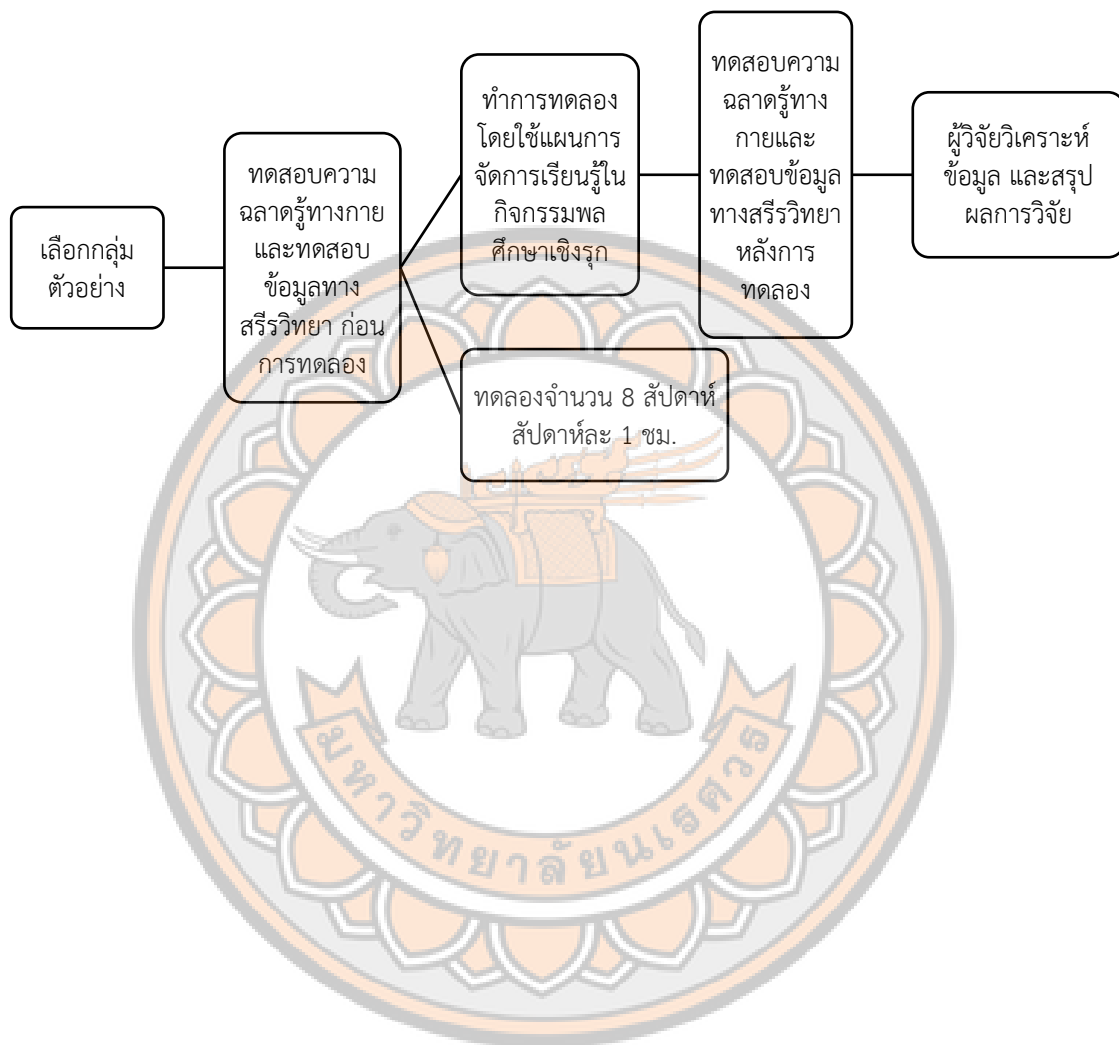 เลือกกลุ่ม
ตัวอย่าง
ทดสอบความ
ฉลาดรู้ทางกาย
และทดสอบ
ข้อมูลทาง
สรีรวิทยา ก่อน
การทดลอง
ทำการทดลอง
โดยใช้แผนการ
จัดการเรียนรู้ใน
กิจกรรมพล
ศึกษาเชิงรุก
ทดลองจำนวน 8 สัปดาห์
สัปดาห์ละ 1 ชม.
ทดสอบความ
ฉลาดรู้ทาง
กายและ
ทดสอบข้อมูล
ทางสรีรวิทยา
หลังการ
ทดลอง
ผู้วิจัยวิเคราะห์
ข้อมูล และสรุป
ผลการวิจัย
มหาวิทยาลัยนเรศวร